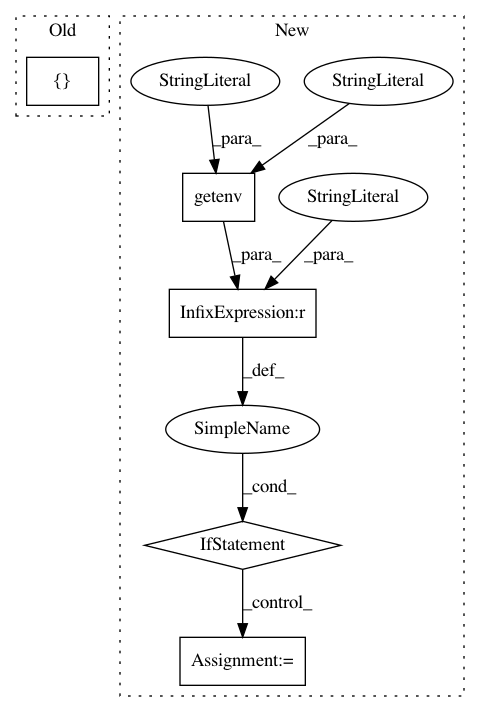 Old
New
{}
StringLiteral
StringLiteral
_para_
_para_
getenv
StringLiteral
_para_
_para_
InfixExpression:r
_def_
SimpleName
_cond_
IfStatement
_control_
Assignment:=